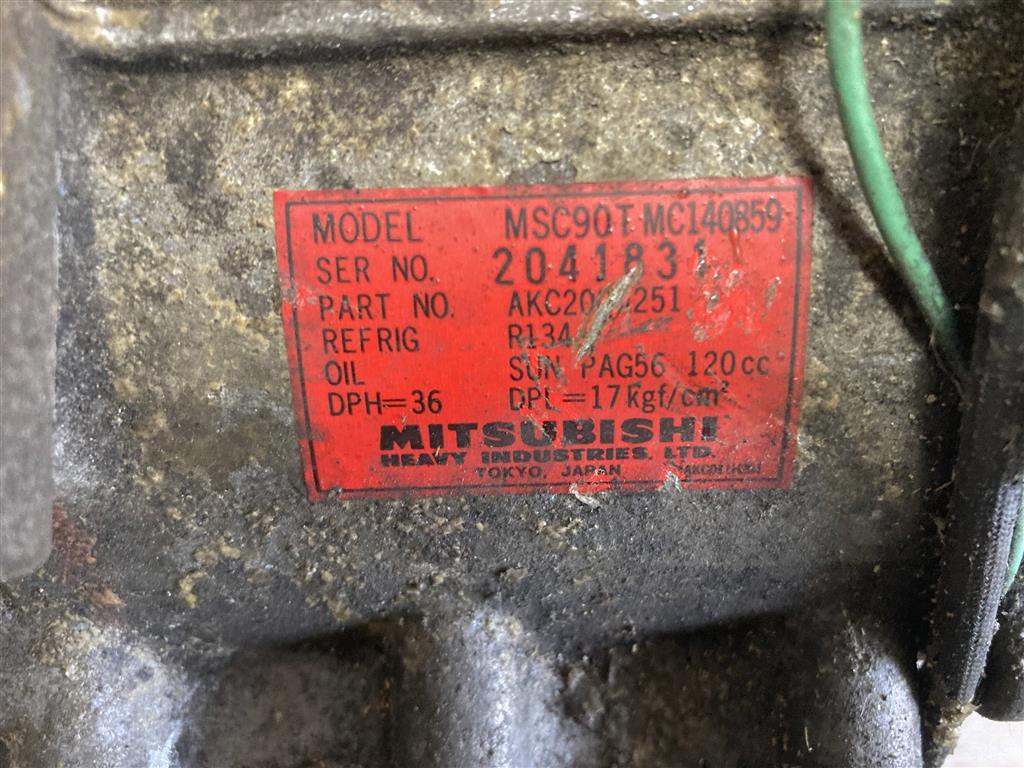 MODEL MSC90T MC140859
SER NO. 2041831
PART NO.
REFRIG
OIL SUN PAG56 120cc
DPH=36 DPL=17kgf/cm²
MITSUBISHI
HEAVY INDUSTRIES, LTD.
TOKYO, JAPAN